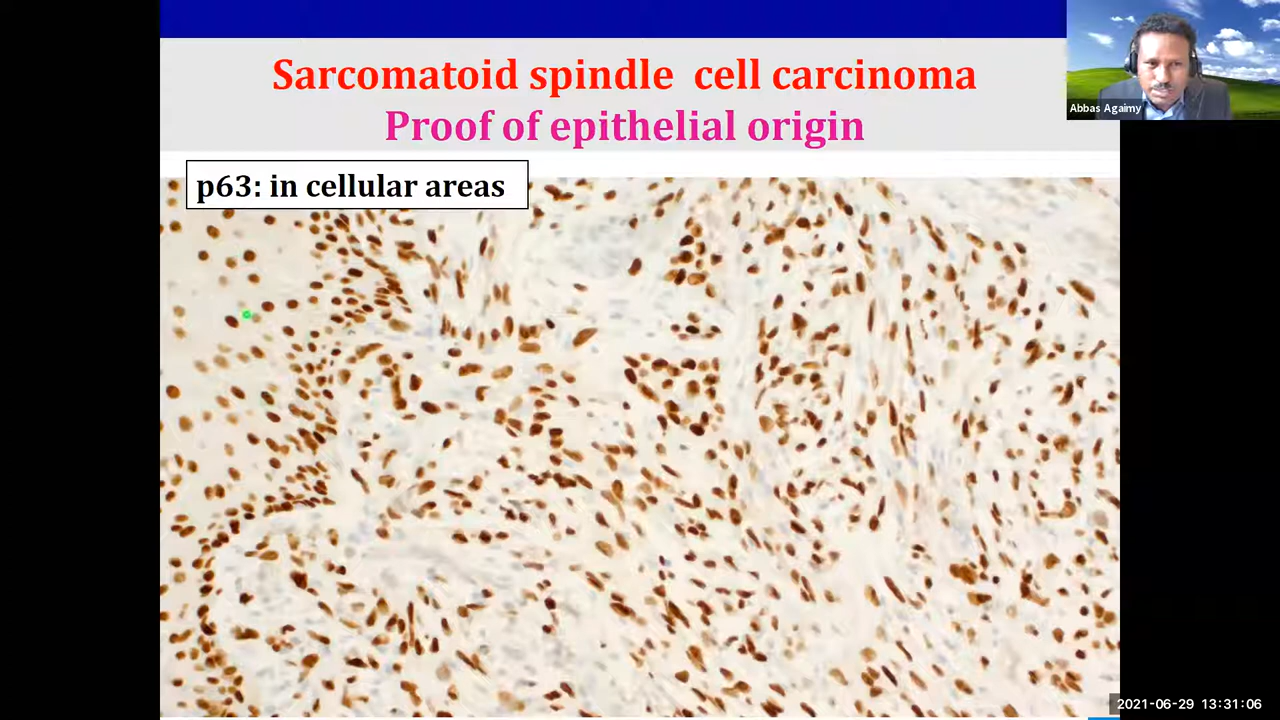 Sarcomatoid spindle cell carcinoma
Proof of epithelial origin
Abbas Agaimy
p63: in cellular areas
2021-06-29 13:31:06